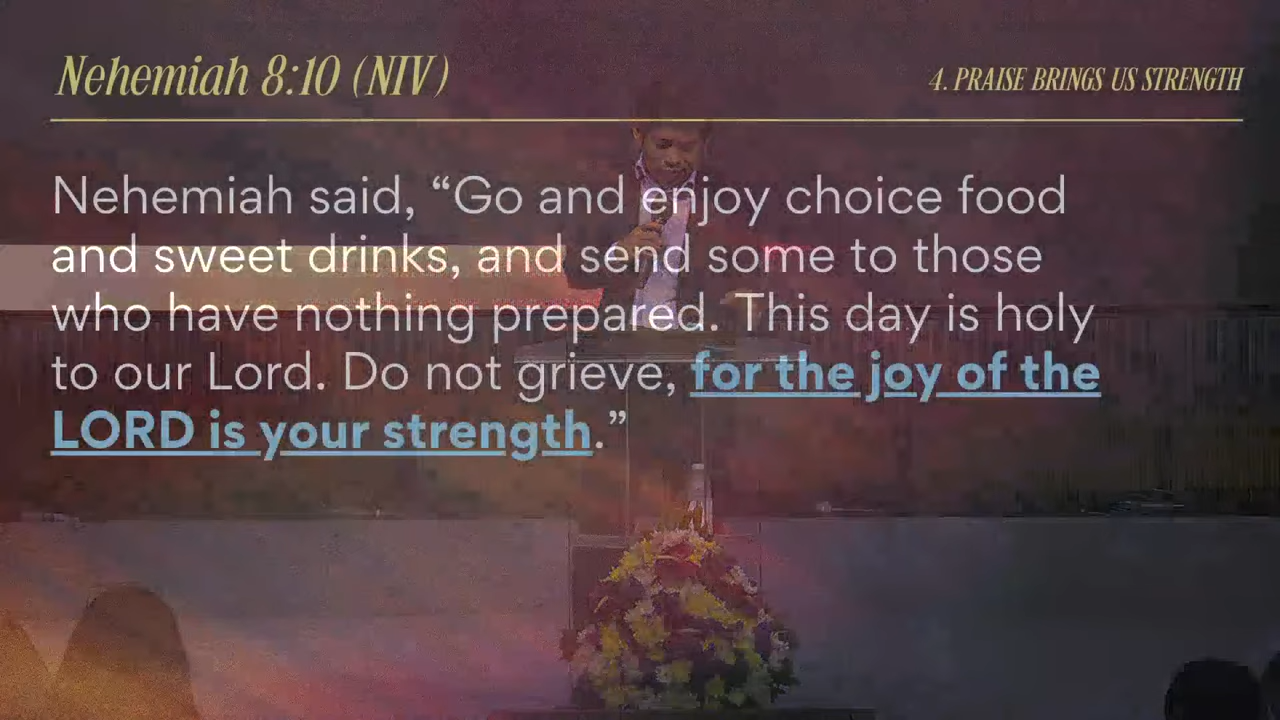 Nehemiah 8:10 (NIV)
4. PRAISE BRINGS US STRENGTH
Nehemiah said, “Go and enjoy choice food
and sweet drinks, and send some to those
who have nothing prepared. This day is holy
to our Lord. Do not grieve, for the joy of the
LORD is your strength.”